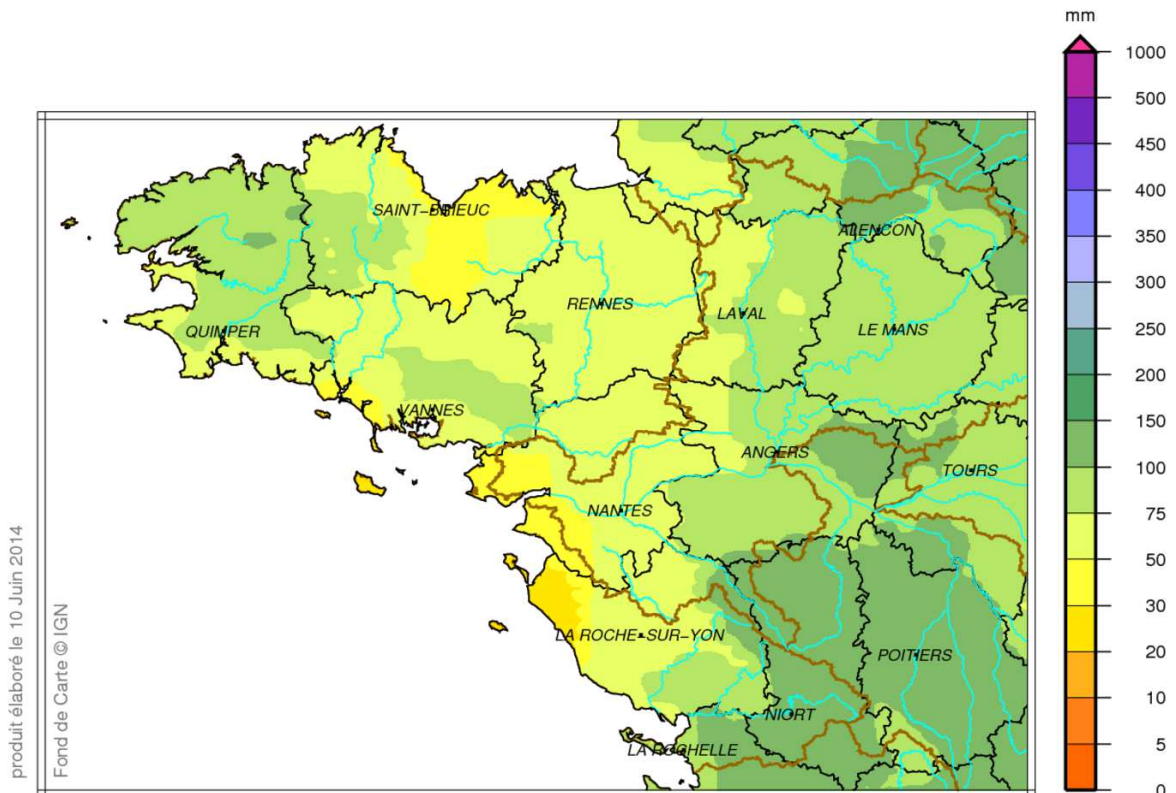 mm
1000
500
450
400
350
300
250
200
150
100
75
50
30
20
10
5
0
SAINT-BRIEUC
ALENCON
RENNES
LAVAL
QUIMPER
LE MANS
VANNES
ANGERS
TOURS
NANTES
LA ROCHE-SUR-YON
POITIERS
NIORT
LA ROCHELLE
produit élaboré le 10 Juin 2014
Fond de Carte © IGN